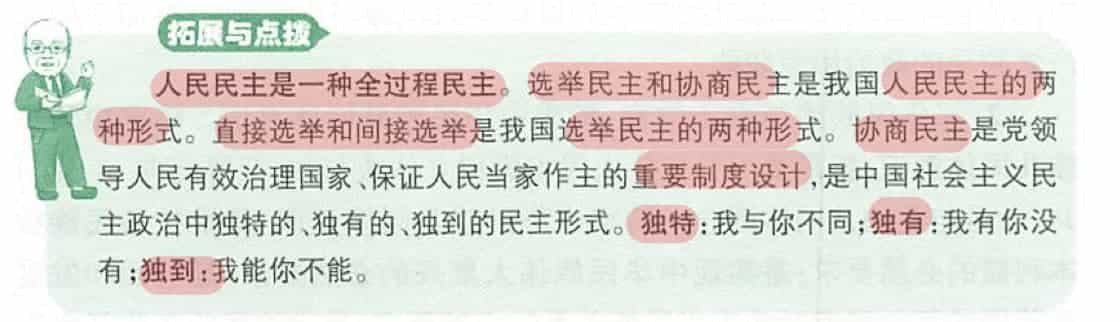 拓展与点拨
人民民主是一种全过程民主。选举民主和协商民主是我国人民民主的两
种形式。直接选举和间接选举是我国选举民主的两种形式。协商民主是党领
导人民有效治理国家、保证人民当家作主的重要制度设计,是中国社会主义民
主政治中独特的、独有的、独到的民主形式。独特:我与你不同;独有:我有你没
有;独到:我能你不能。